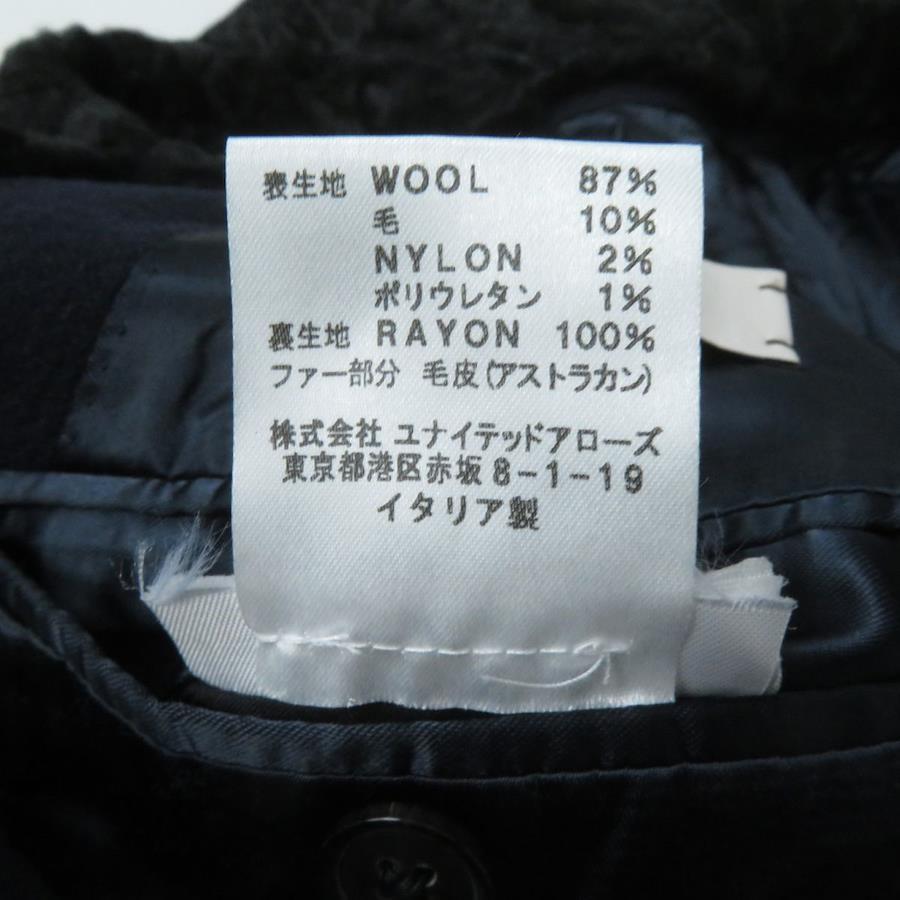 表生地 WOOL 87%
毛 10%
NYLON 2%
ポリウレタン 1%
裏生地 RAYON 100%
ファー部分 毛皮(アストラカン)
株式会社 ユナイテッドアローズ
東京都港区赤坂8-1-19
イタリア製